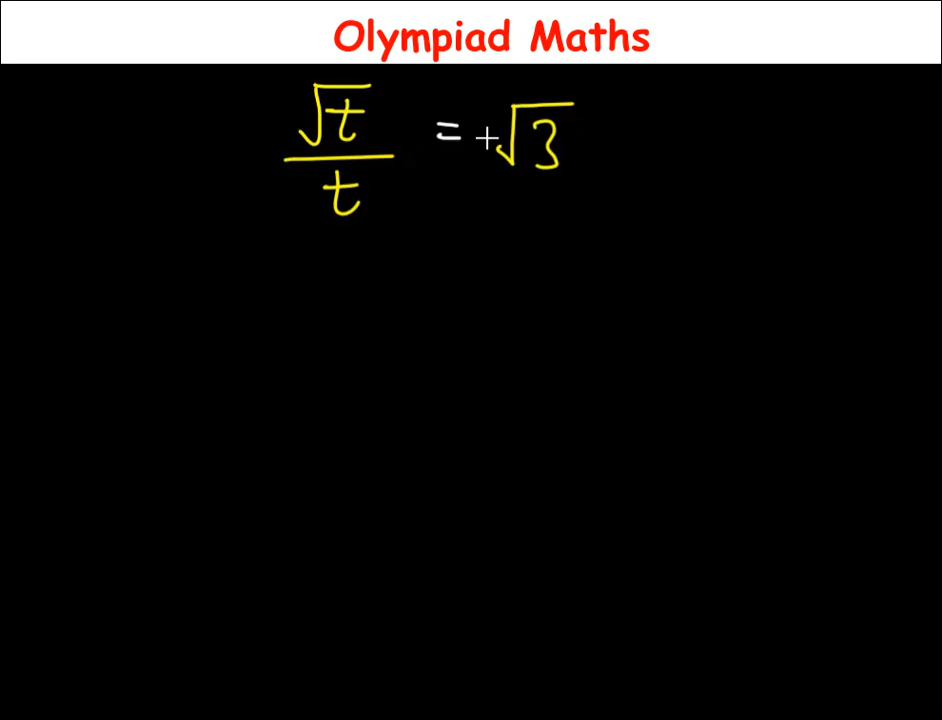 Olympiad Maths
√t / t = +√3